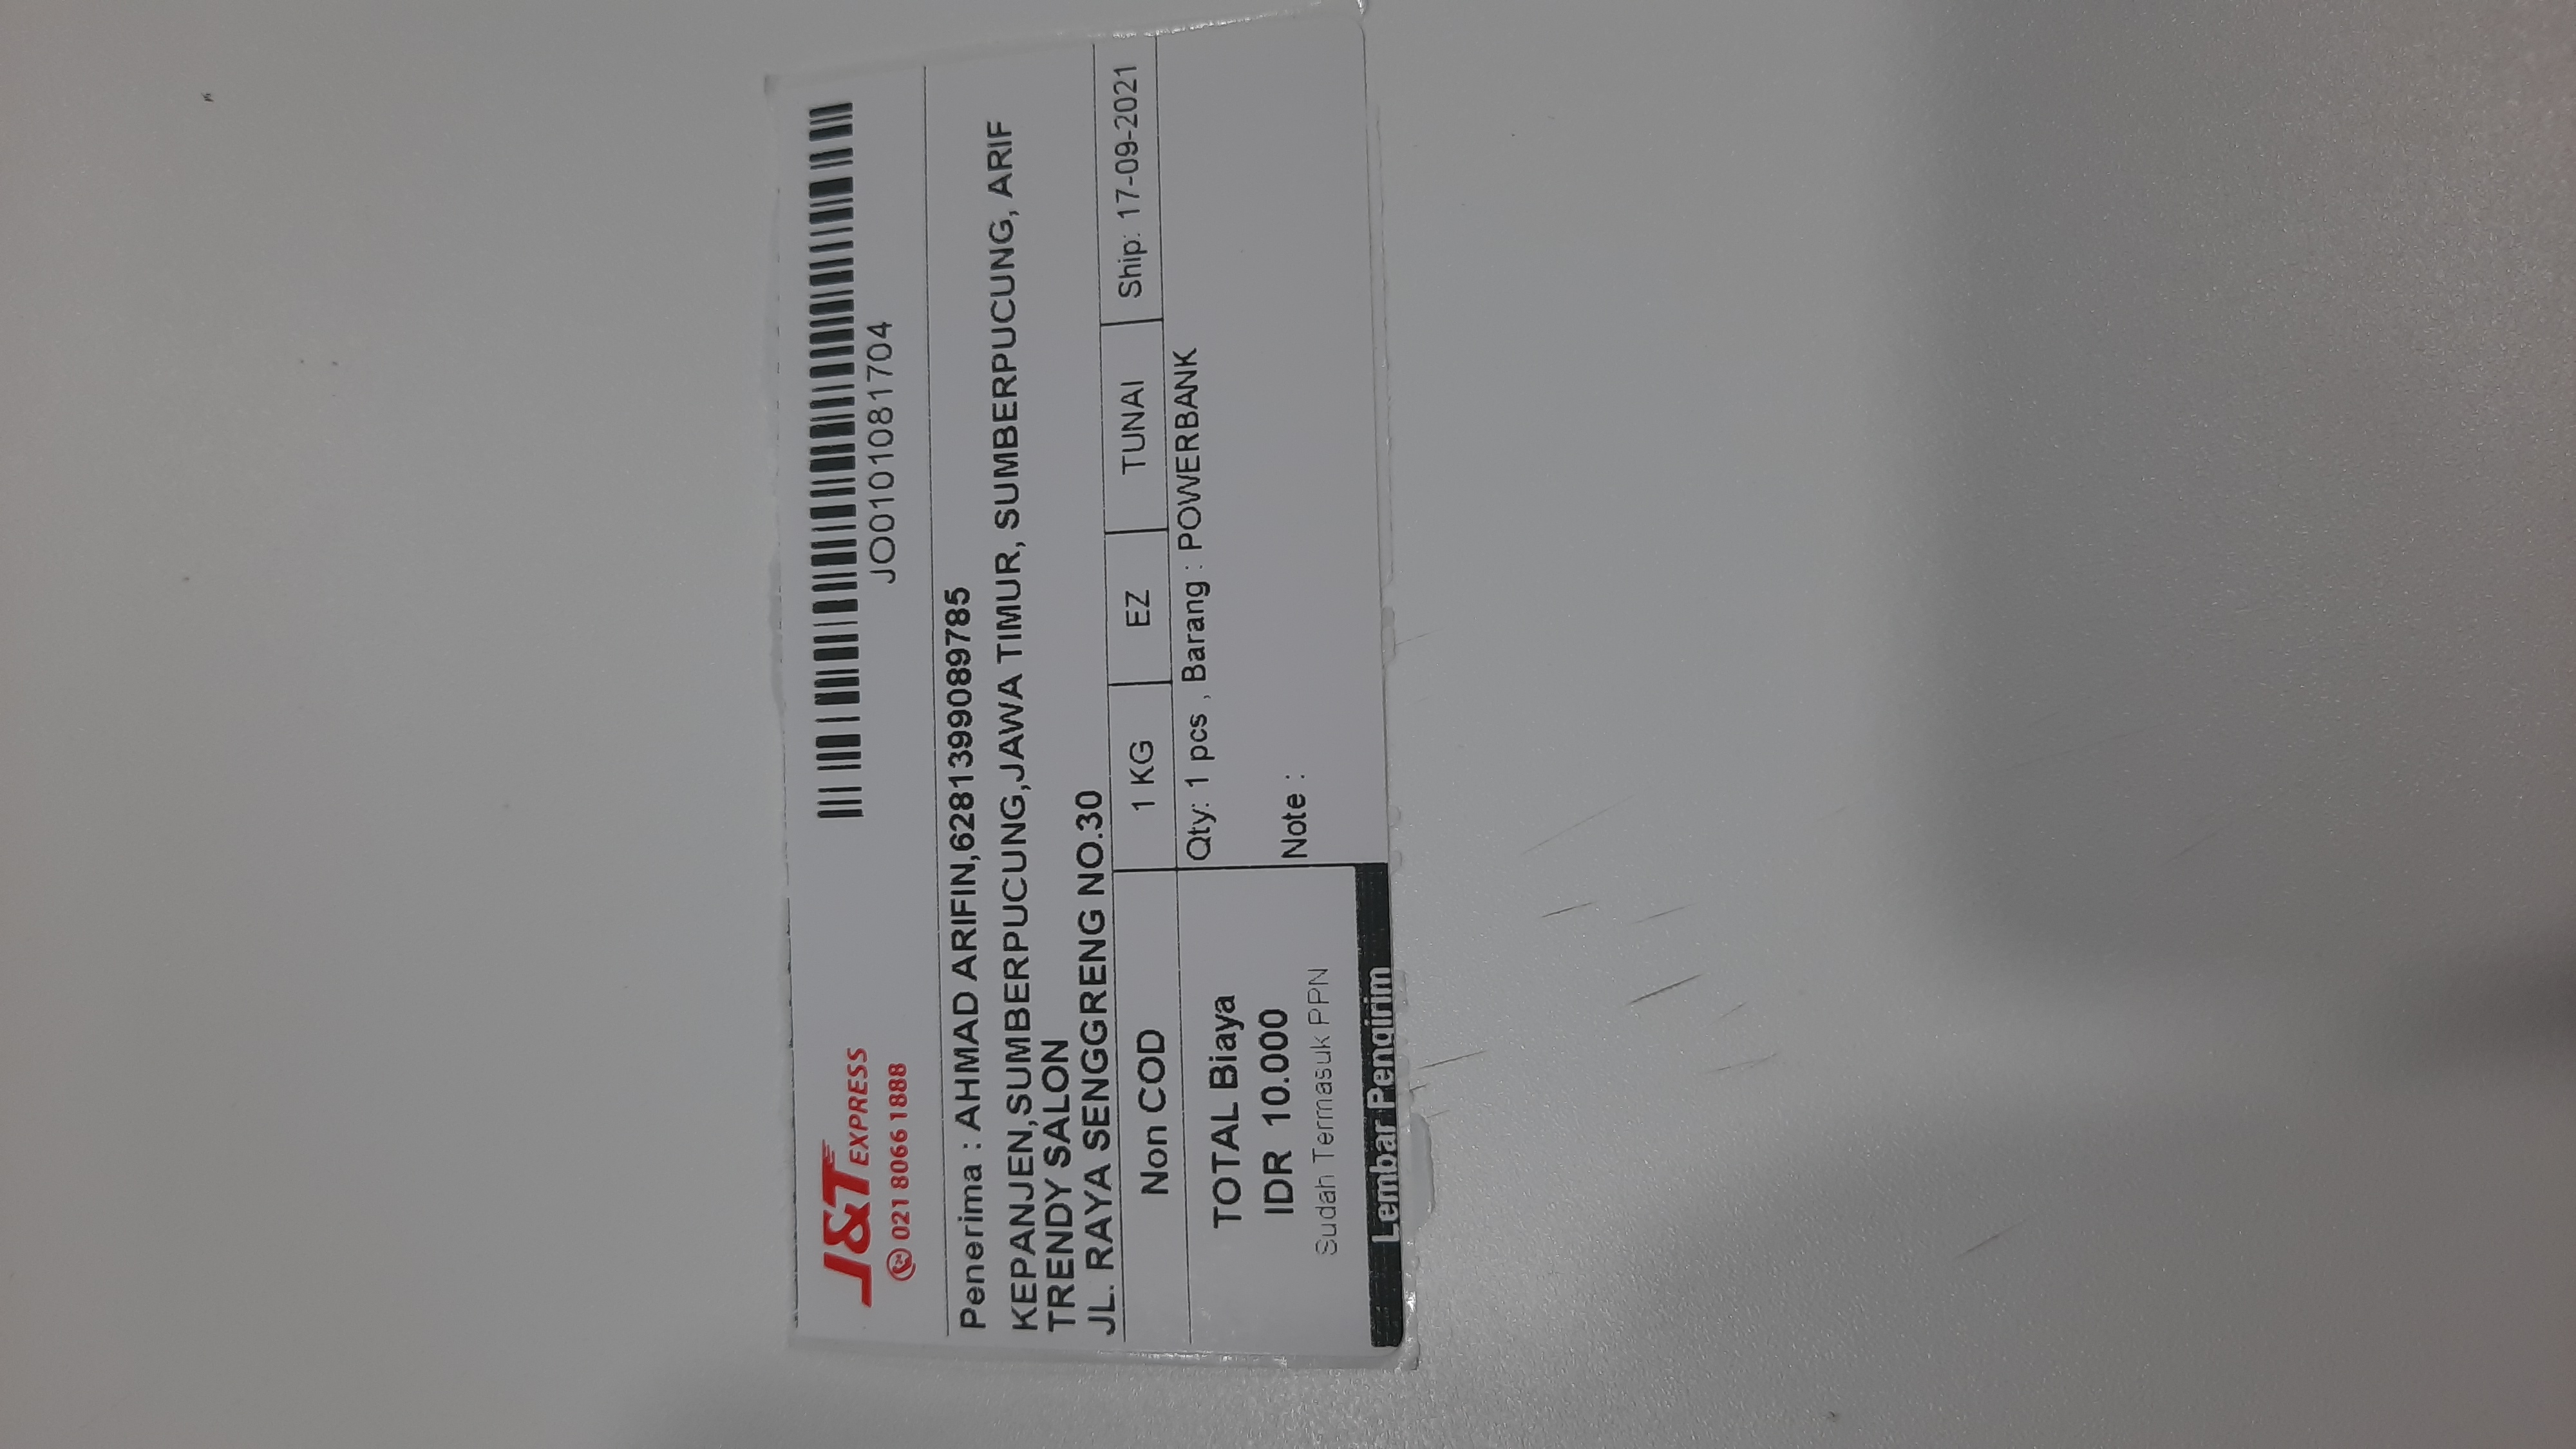 J&T EXPRESS
021 8066 1888
JO0101081704
Penerima : AHMAD ARIFIN,6281399089785
KEPANJEN,SUMBERPUCUNG,JAWA TIMUR, SUMBERPUCUNG, ARIF
TRENDY SALON
JL. RAYA SENGGRENG NO.30
Non COD
1 KG
EZ
TUNAI
Ship: 17-09-2021
TOTAL Biaya
IDR 10.000
Sudah Termasuk PPN
Lembar Pengirim
Qty: 1 pcs , Barang : POWERBANK
Note :